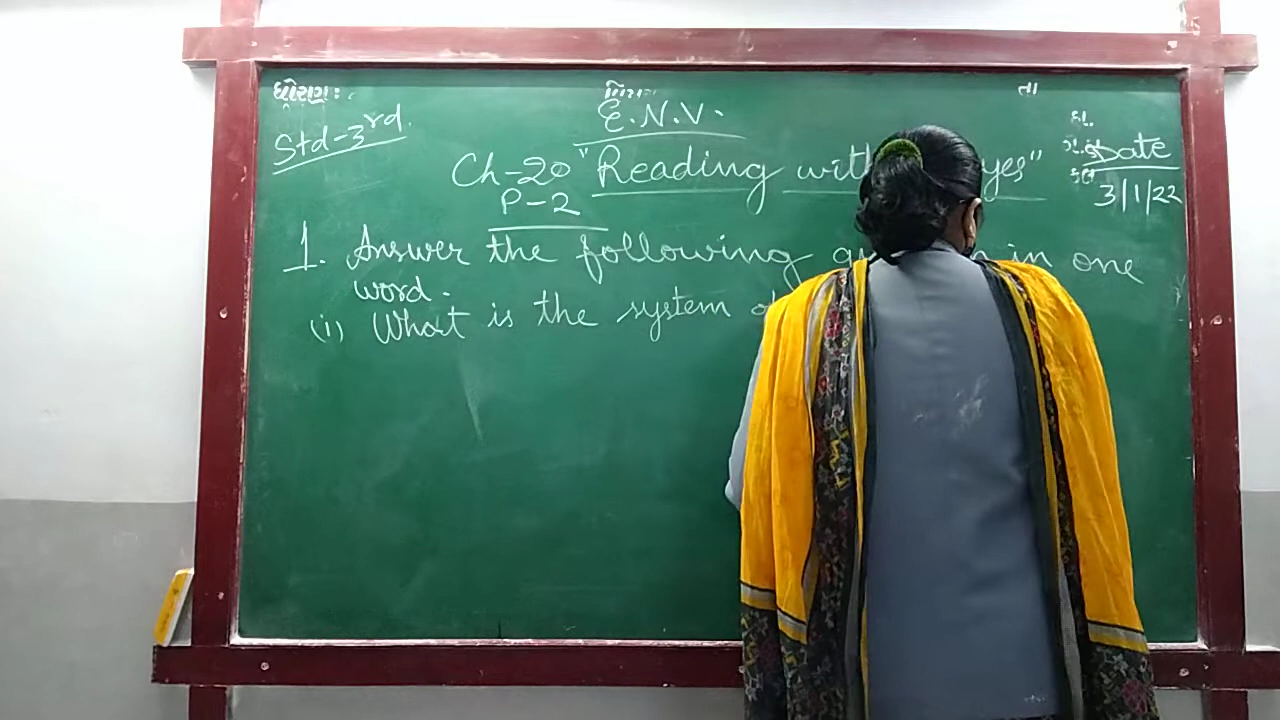 ધોરણ :
તા
Std-3rd.
E.N.V.
Date
3/1/22
Ch-20 "Reading with yes"
P-2
1. Answer the following in one
word.
(i) What is the system